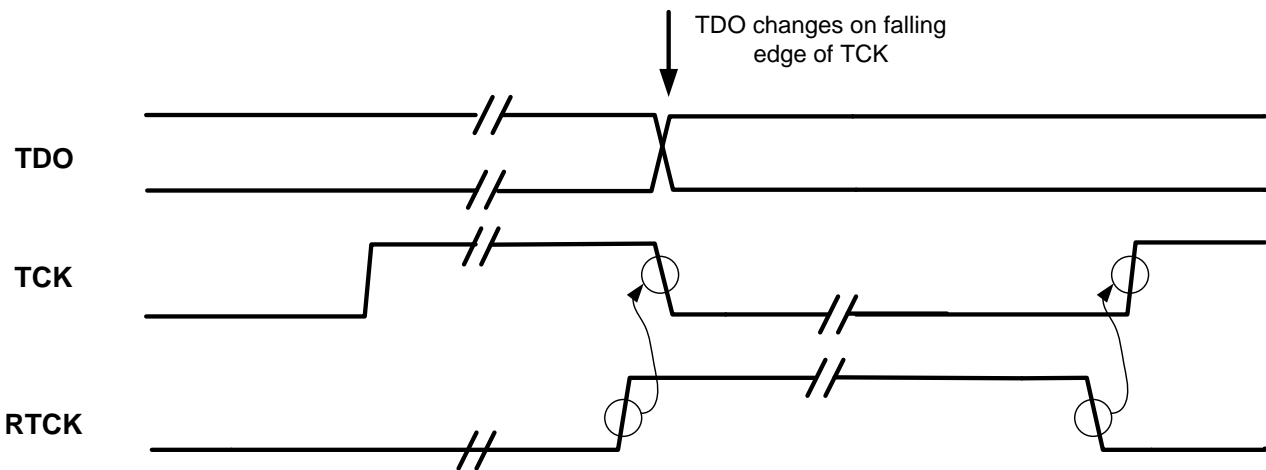 TDO changes on falling
edge of TCK
TDO
TCK
RTCK